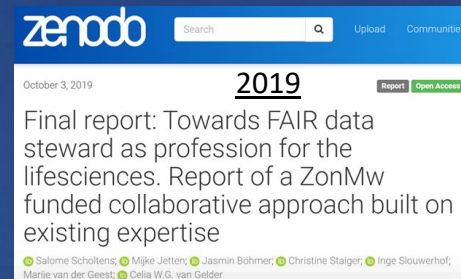 zenodo
Search
Upload
Communitie
October 3, 2019
2019
Report
Open Access
Final report: Towards FAIR data
steward as profession for the
lifesciences. Report of a ZonMw
funded collaborative approach built on
existing expertise
Salome Scholtens; Mijke Jetten; Jasmin Böhmer; Christine Staiger; Inge Slouwerhof;
Marije van der Geest; Celia W.G. van Gelder